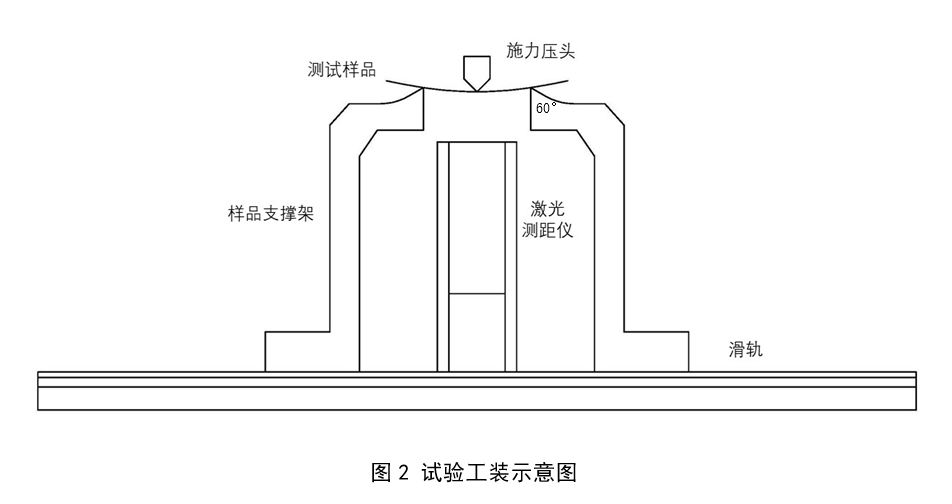 施力压头
测试样品
60°
样品支撑架
激光
测距仪
滑轨
图 2 试验工装示意图